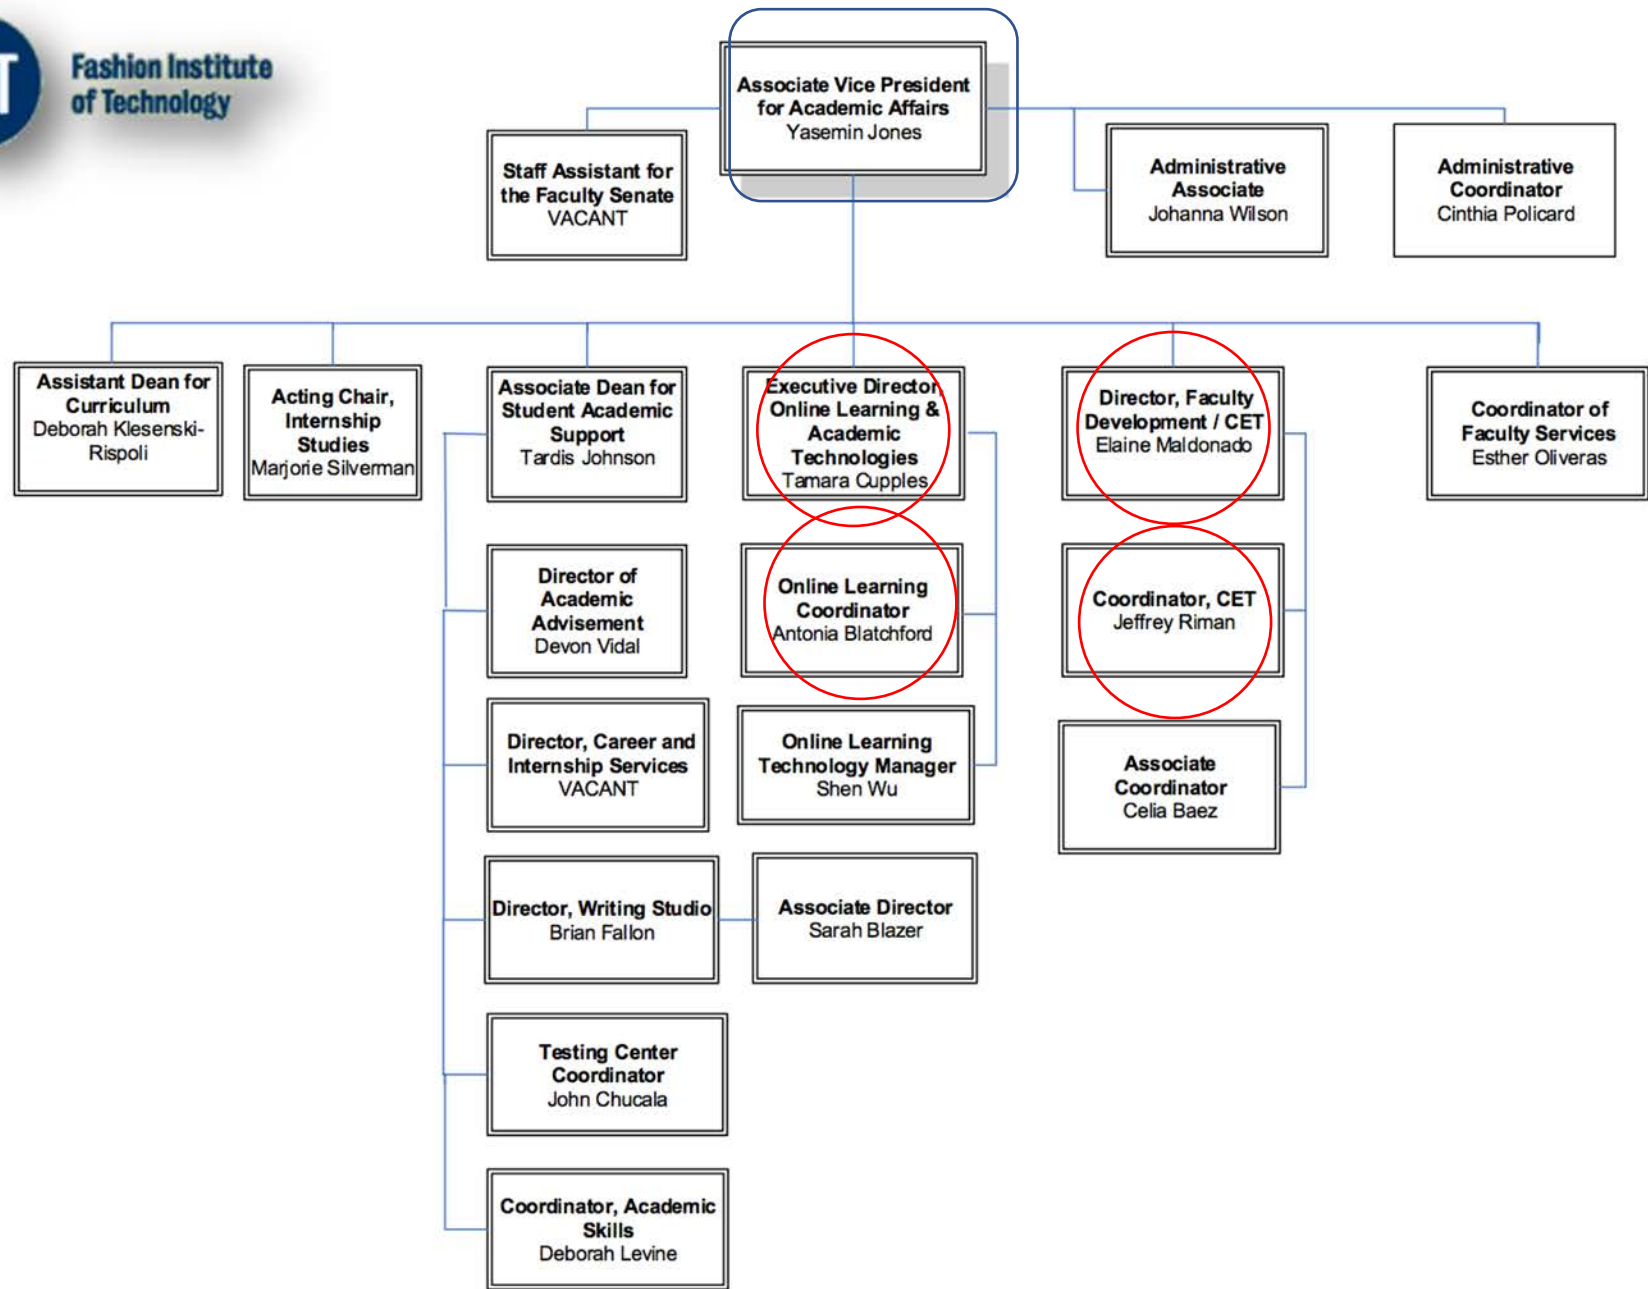 T
Fashion Institute
of Technology
Associate Vice President
for Academic Affairs
Yasemin Jones
Staff Assistant for
the Faculty Senate
VACANT
Administrative
Associate
Johanna Wilson
Administrative
Coordinator
Cinthia Policard
Assistant Dean for
Curriculum
Deborah Klesenski-
Rispoli
Acting Chair,
Internship
Studies
Marjorie Silverman
Associate Dean for
Student Academic
Support
Tardis Johnson
Executive Director,
Online Learning &
Academic
Technologies
Tamara Cupples
Director, Faculty
Development / CET
Elaine Maldonado
Coordinator of
Faculty Services
Esther Oliveras
Director of
Academic
Advisement
Devon Vidal
Online Learning
Coordinator
Antonia Blatchford
Coordinator, CET
Jeffrey Riman
Director, Career and
Internship Services
VACANT
Online Learning
Technology Manager
Shen Wu
Associate
Coordinator
Celia Baez
Director, Writing Studio
Brian Fallon
Associate Director
Sarah Blazer
Testing Center
Coordinator
John Chucala
Coordinator, Academic
Skills
Deborah Levine